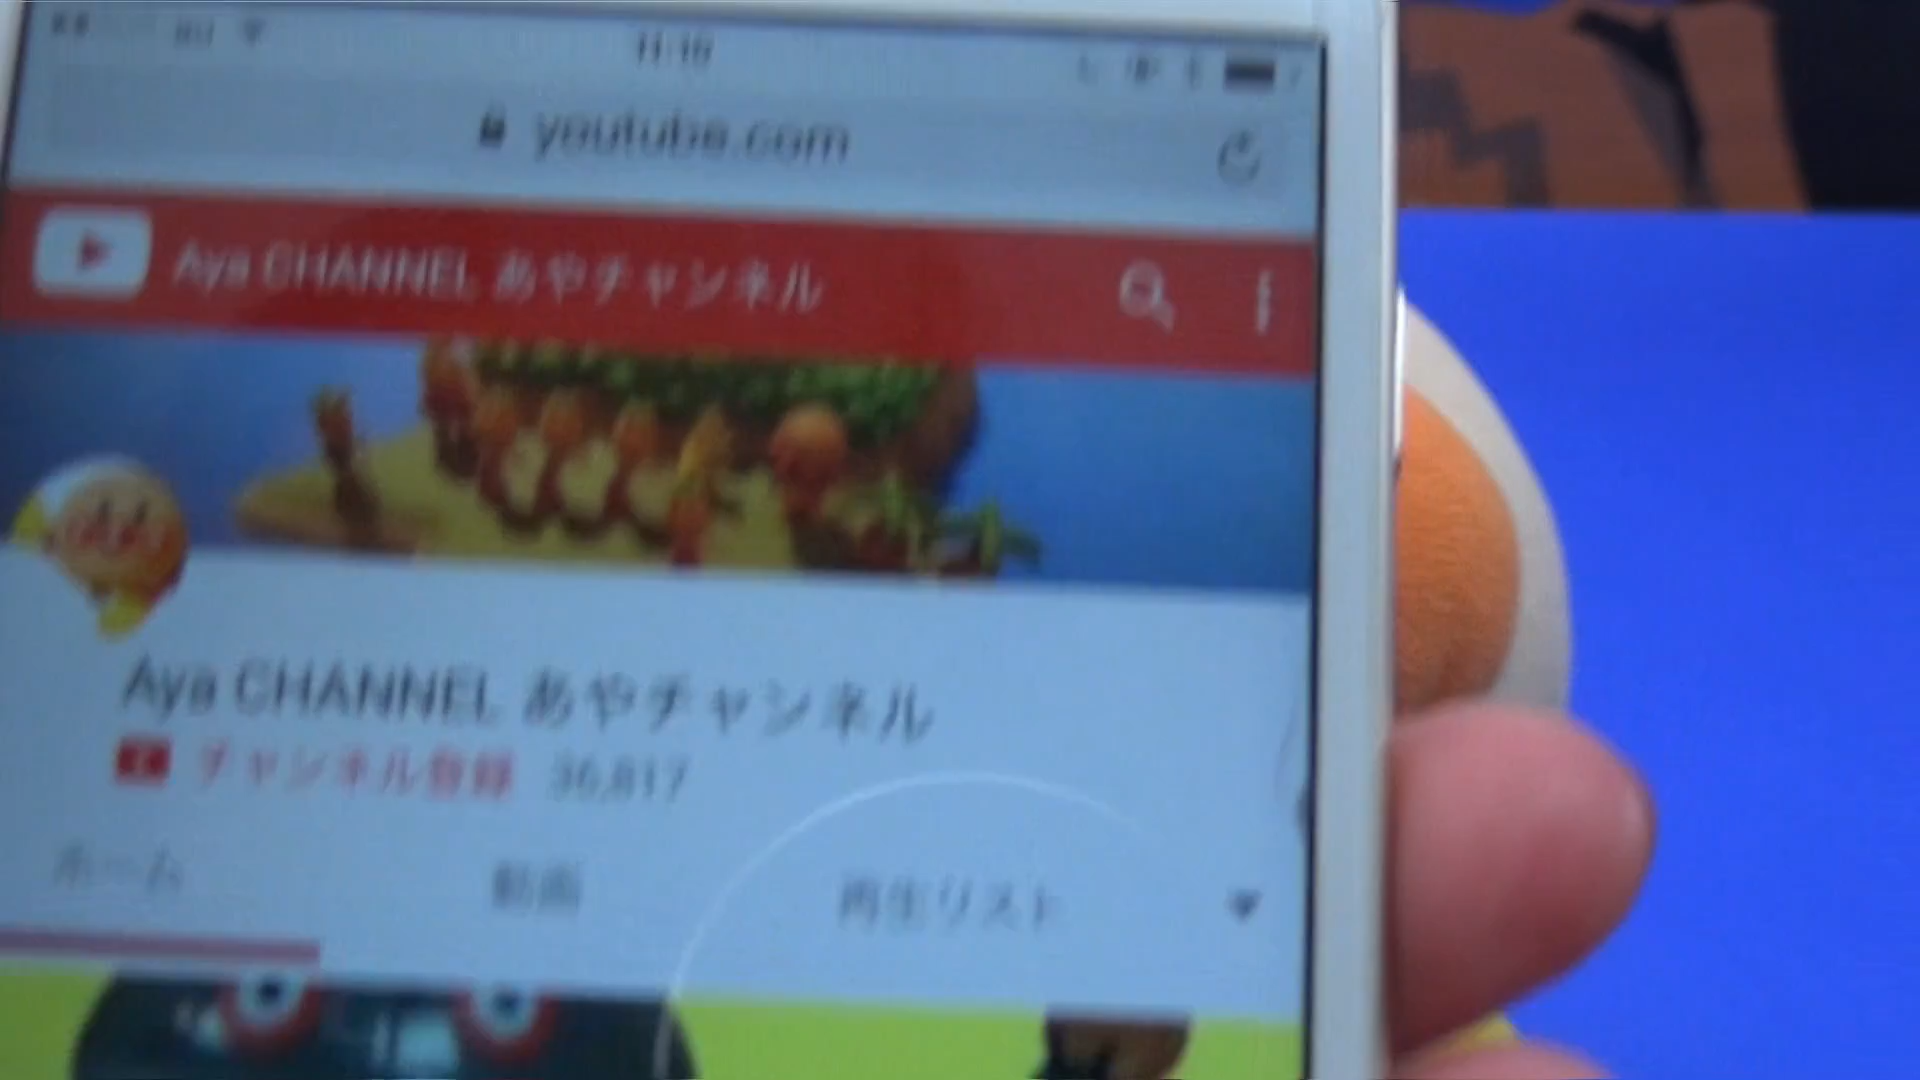 youtube.com
Aya CHANNEL あやチャンネル
Aya CHANNEL あやチャンネル
チャンネル登録 36,817
ホーム 動画 再生リスト